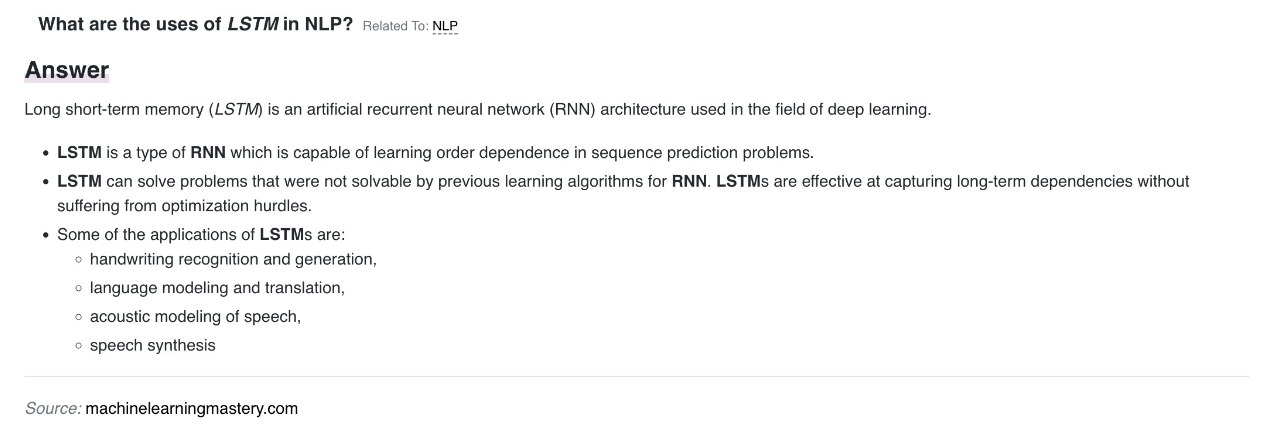 What are the uses of LSTM in NLP? Related To: NLP
Answer
Long short-term memory (LSTM) is an artificial recurrent neural network (RNN) architecture used in the field of deep learning.
• LSTM is a type of RNN which is capable of learning order dependence in sequence prediction problems.
• LSTM can solve problems that were not solvable by previous learning algorithms for RNN. LSTMs are effective at capturing long-term dependencies without
suffering from optimization hurdles.
• Some of the applications of LSTMs are:
◦ handwriting recognition and generation,
◦ language modeling and translation,
◦ acoustic modeling of speech,
◦ speech synthesis
Source: machinelearningmastery.com